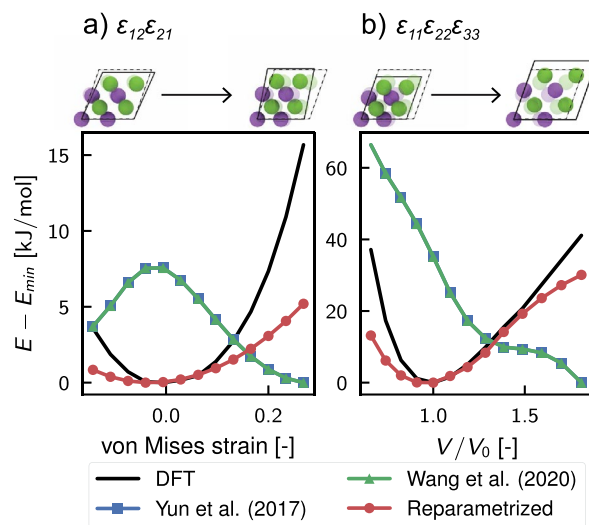 a) ε₁₂ε₂₁
b) ε₁₁ε₂₂ε₃₃
E − Eₘᵢₙ [kJ/mol]
15
10
5
0
60
40
20
0
0.0 0.2
1.0 1.5
von Mises strain [-]
V/V₀ [-]
DFT
Yun et al. (2017)
Wang et al. (2020)
Reparametrized